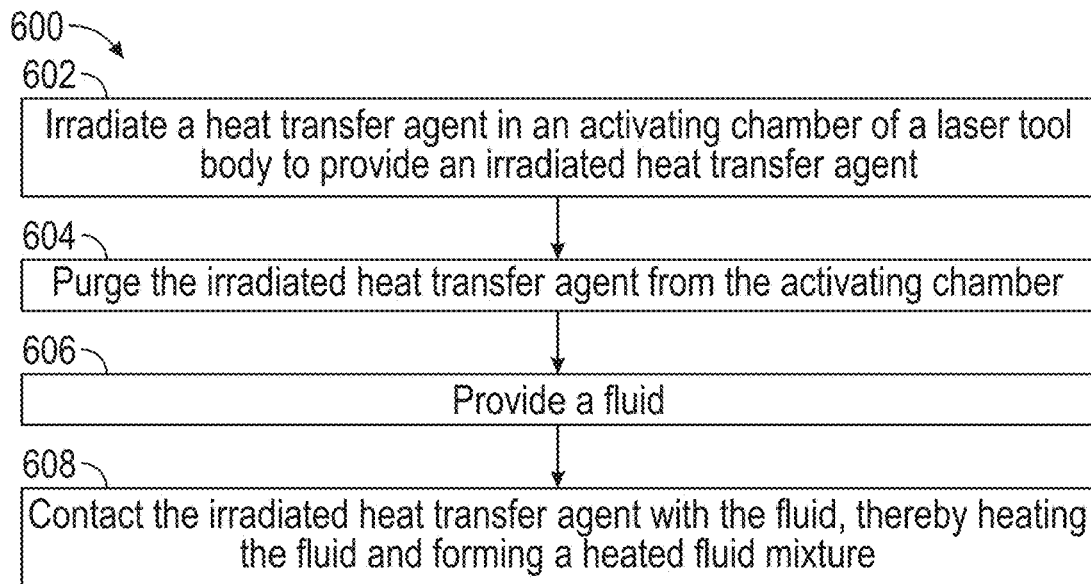 600
602
Irradiate a heat transfer agent in an activating chamber of a laser tool
body to provide an irradiated heat transfer agent
604
Purge the irradiated heat transfer agent from the activating chamber
606
Provide a fluid
608
Contact the irradiated heat transfer agent with the fluid, thereby heating
the fluid and forming a heated fluid mixture